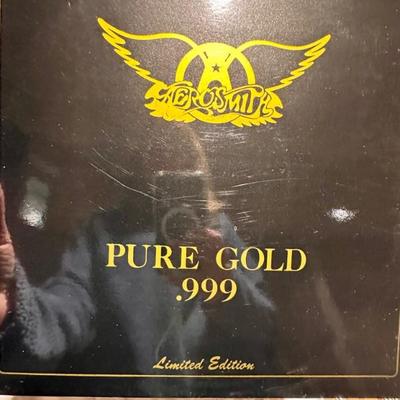 AEROSMITH
PURE GOLD
.999
Limited Edition